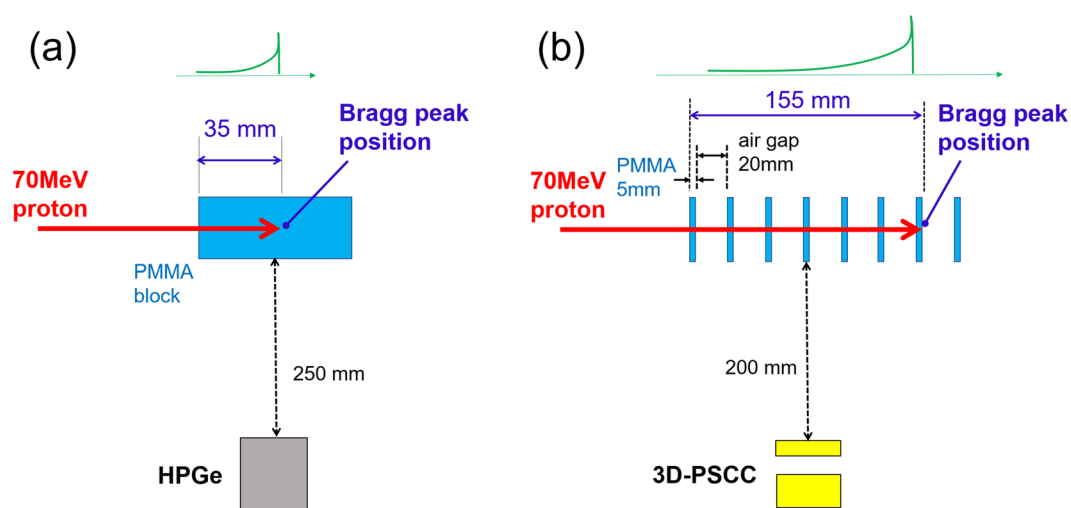 (a)
35 mm
Bragg peak
position
70MeV
proton
PMMA
block
250 mm
HPGe
(b)
155 mm
Bragg peak
position
air gap
20mm
PMMA
5mm
70MeV
proton
200 mm
3D-PSCC